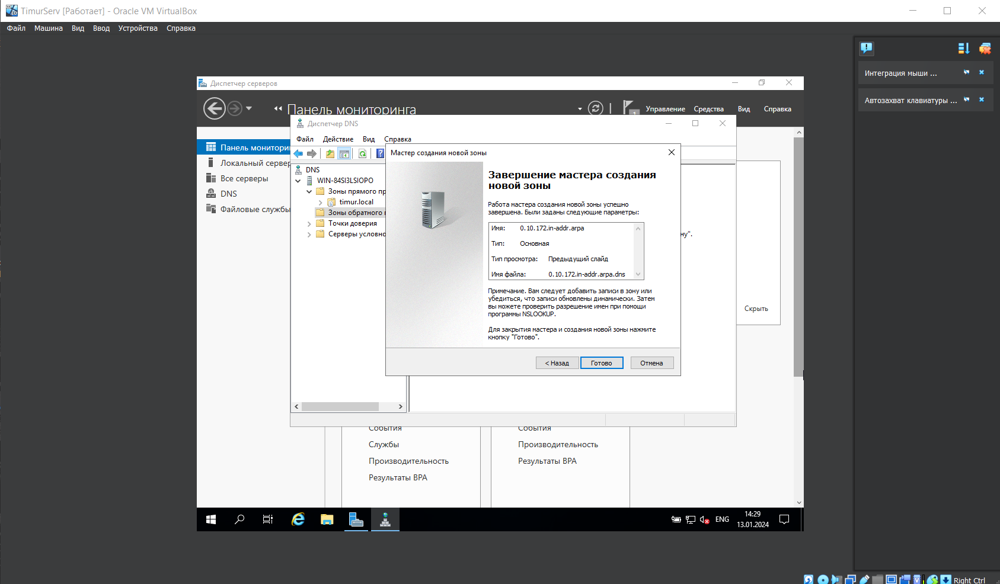 TimurServ [Работает] - Oracle VM VirtualBox
Файл Машина Вид Ввод Устройства Справка
Интеграция мыши ...
Автозахват клавиатуры ...
Диспетчер серверов
Панель мониторинга
1 Управление Средства Вид Справка
Диспетчер DNS
Файл Действие Вид Справка
Панель монитори
Локальный сервер
Все серверы
DNS
Файловые службы
DNS
WIN-84SI3LSIOPO
Зоны прямого пр
timur.local
Зоны обратного
Точки доверия
Серверы условно
ну".
Мастер создания новой зоны
Завершение мастера создания
новой зоны
Работа мастера создания новой зоны успешно
завершена. Были заданы следующие параметры:
Имя: 0.10.172.in-addr.arpa
Тип: Основная
Тип просмотра: Предыдущий слайд
Имя файла: 0.10.172.in-addr.arpa.dns
Примечание. Вам следует добавить записи в зону или
убедиться, что записи обновлены динамически. Затем
вы можете проверить разрешение имен при помощи
программы NSLOOKUP.
Для закрытия мастера и создания новой зоны нажмите
кнопку "Готово".
< Назад Готово Отмена
Скрыть
События
Службы
Производительность
Результаты BPA
События
Производительность
Результаты BPA
ENG
14:29
13.01.2024
Right Ctrl